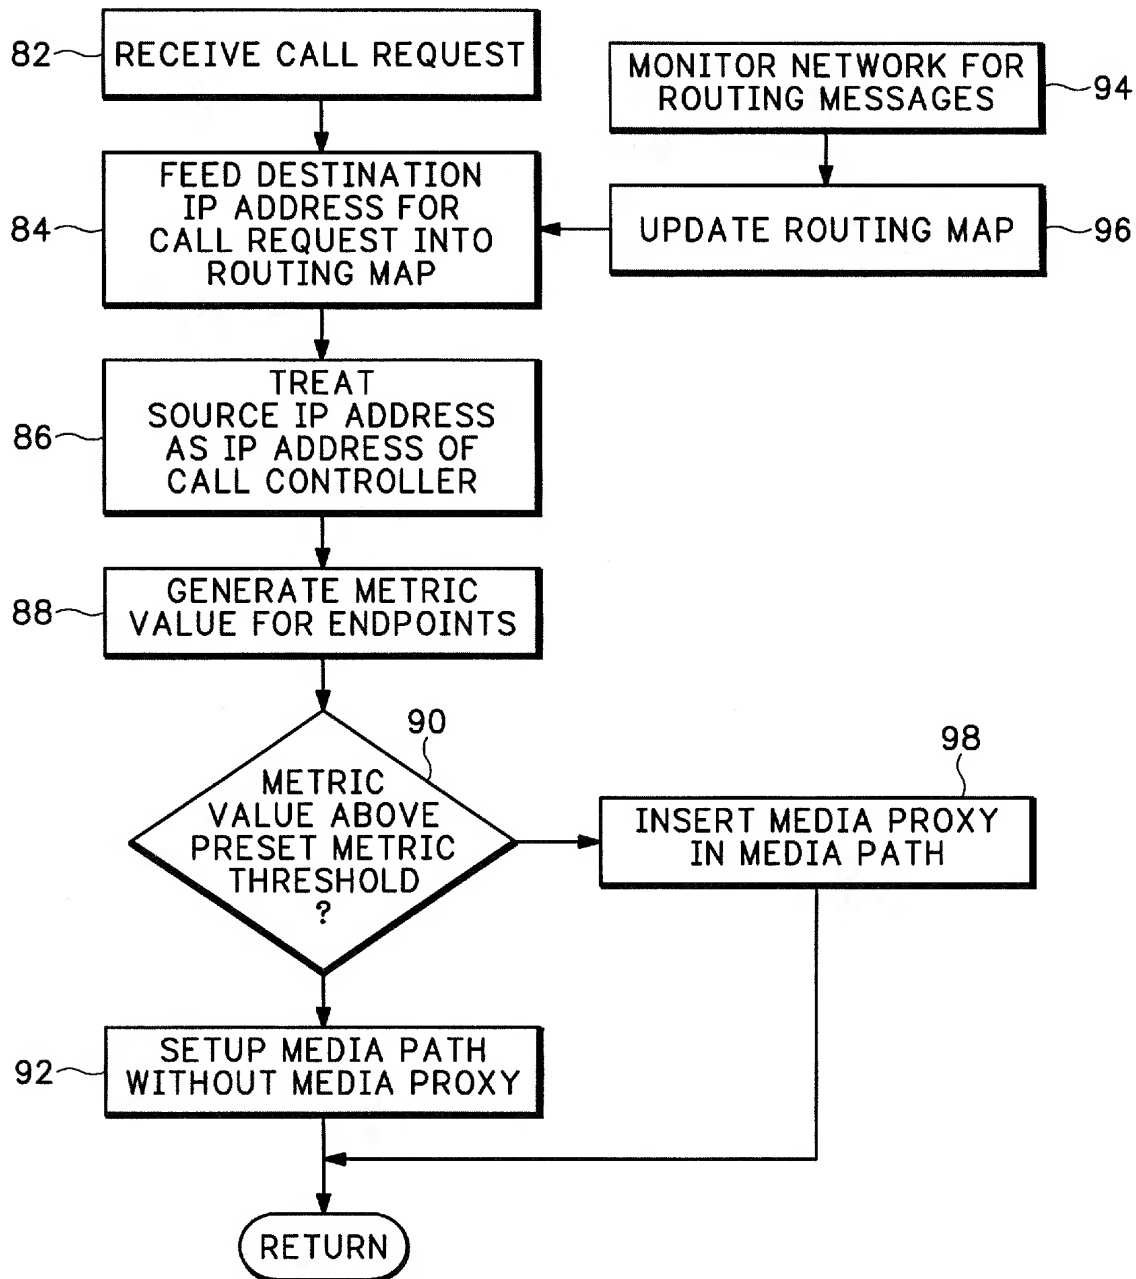 82
RECEIVE CALL REQUEST
MONITOR NETWORK FOR
ROUTING MESSAGES
94
84
FEED DESTINATION
IP ADDRESS FOR
CALL REQUEST INTO
ROUTING MAP
UPDATE ROUTING MAP
96
86
TREAT
SOURCE IP ADDRESS
AS IP ADDRESS OF
CALL CONTROLLER
88
GENERATE METRIC
VALUE FOR ENDPOINTS
90
METRIC
VALUE ABOVE
PRESET METRIC
THRESHOLD
?
98
INSERT MEDIA PROXY
IN MEDIA PATH
92
SETUP MEDIA PATH
WITHOUT MEDIA PROXY
RETURN